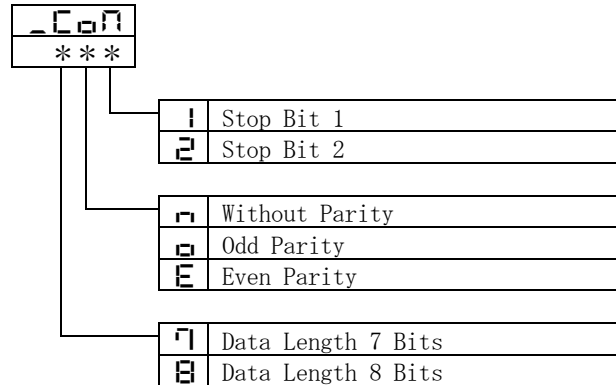 _CoM
***
1 Stop Bit 1
2 Stop Bit 2
n Without Parity
o Odd Parity
E Even Parity
7 Data Length 7 Bits
8 Data Length 8 Bits